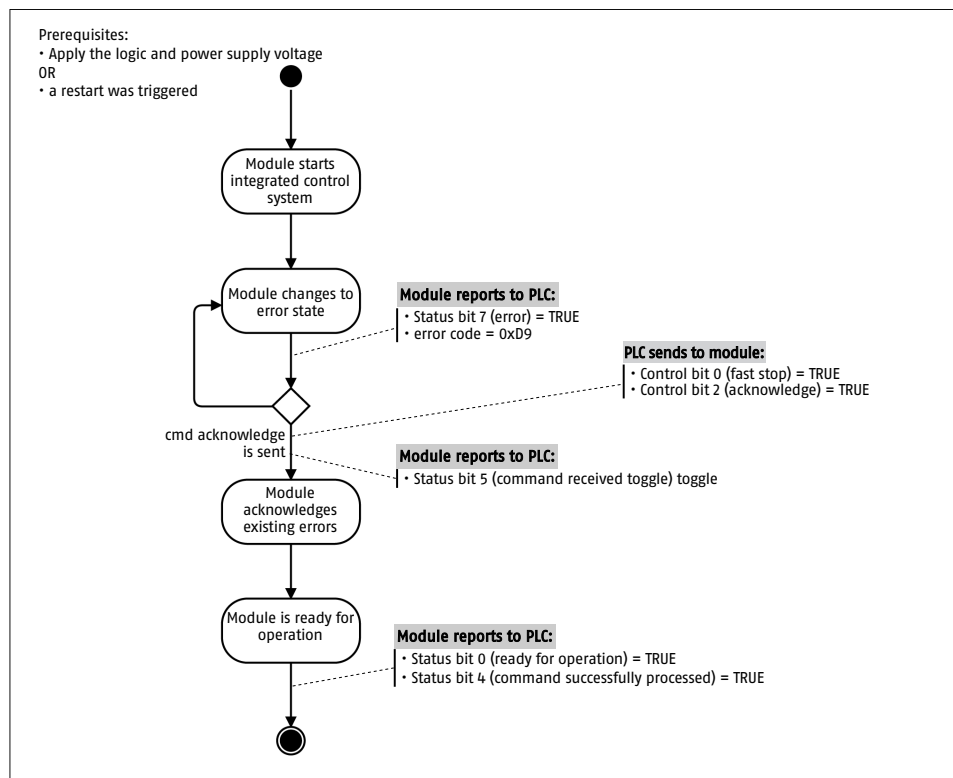 Prerequisites:
• Apply the logic and power supply voltage
OR
• a restart was triggered
Module starts
integrated control
system
Module changes to
error state
Module reports to PLC:
• Status bit 7 (error) = TRUE
• error code = 0xD9
PLC sends to module:
• Control bit 0 (fast stop) = TRUE
• Control bit 2 (acknowledge) = TRUE
cmd acknowledge
is sent
Module reports to PLC:
• Status bit 5 (command received toggle) toggle
Module
acknowledges
existing errors
Module is ready for
operation
Module reports to PLC:
• Status bit 0 (ready for operation) = TRUE
• Status bit 4 (command successfully processed) = TRUE